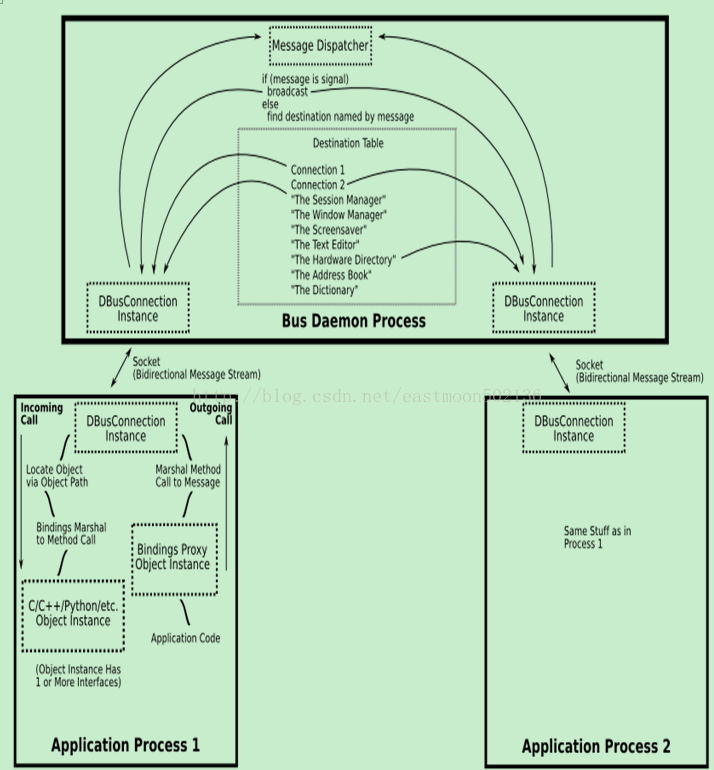 Message Dispatcher
if (message is signal)
broadcast
else
find destination named by message
Destination Table
Connection 1
Connection 2
"The Session Manager"
"The Window Manager"
"The Screensaver"
"The Text Editor"
"The Hardware Directory"
"The Address Book"
"The Dictionary"
DBusConnection
Instance
DBusConnection
Instance
Bus Daemon Process
Socket
(Bidirectional Message Stream)
Socket
(Bidirectional Message Stream)
http://blog.csdn.net/eastmoon502136
Incoming
Call
DBusConnection
Instance
Outgoing
Call
Locate Object
via Object Path
Marshal Method
Call to Message
Bindings Marshal
to Method Call
Bindings Proxy
Object Instance
C/C++/Python/etc.
Object Instance
Application Code
(Object Instance Has
1 or More Interfaces)
Application Process 1
DBusConnection
Instance
Same Stuff as in
Process 1
Application Process 2